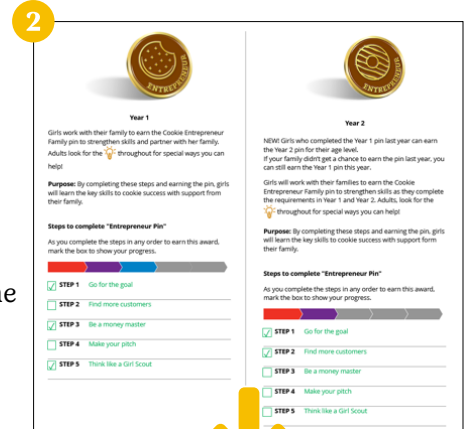 2
ENTREPRENEUR
Year 1
Girls work with their family to earn the Cookie Entrepreneur
Family pin to strengthen skills and partner with her family.
Adults look for the throughout for special ways you can
help!
Purpose: By completing these steps and earning the pin, girls
will learn the key skills to cookie success with support from
their family.
Steps to complete "Entrepreneur Pin"
As you complete the steps in any order to earn this award,
mark the box to show your progress.
STEP 1 Go for the goal
STEP 2 Find more customers
STEP 3 Be a money master
STEP 4 Make your pitch
STEP 5 Think like a Girl Scout
ENTREPRENEUR
Year 2
NEW! Girls who completed the Year 1 pin last year can earn
the Year 2 pin for their age level.
If your family didn't get a chance to earn the pin last year, you
can still earn the Year 1 pin this year.
Girls will work with their families to earn the Cookie
Entrepreneur Family pin to strengthen skills as they complete
the requirements in Year 1 and Year 2. Adults, look for the
throughout for special ways you can help!
Purpose: By completing these steps and earning the pin, girls
will learn the key skills to cookie success with support form
their family.
Steps to complete "Entrepreneur Pin"
As you complete the steps in any order to earn this award,
mark the box to show your progress.
STEP 1 Go for the goal
STEP 2 Find more customers
STEP 3 Be a money master
STEP 4 Make your pitch
STEP 5 Think like a Girl Scout